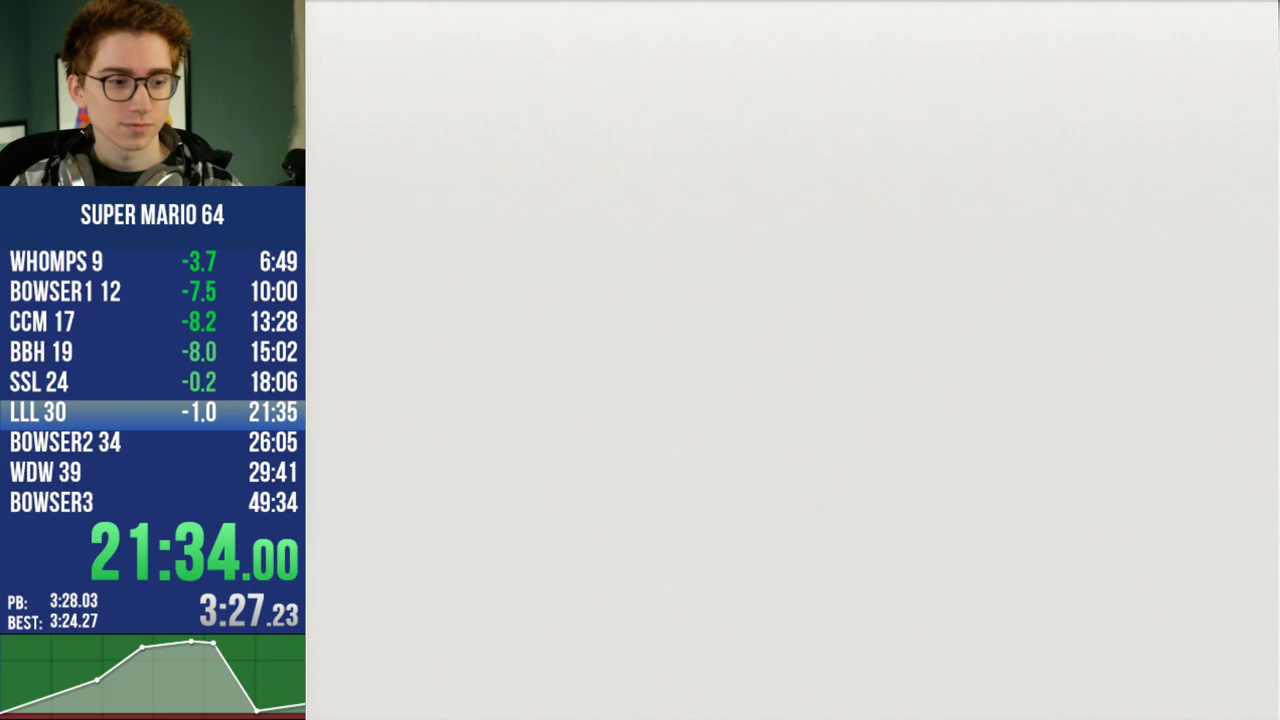 SUPER MARIO 64
WHOMPS 9 -3.7 6:49
BOWSER1 12 -7.5 10:00
CCM 17 -8.2 13:28
BBH 19 -8.0 15:02
SSL 24 -0.2 18:06
LLL 30 -1.0 21:35
BOWSER2 34 26:05
WDW 39 29:41
BOWSER3 49:34
21:34.00
PB: 3:28.03 3:27.23
BEST: 3:24.27